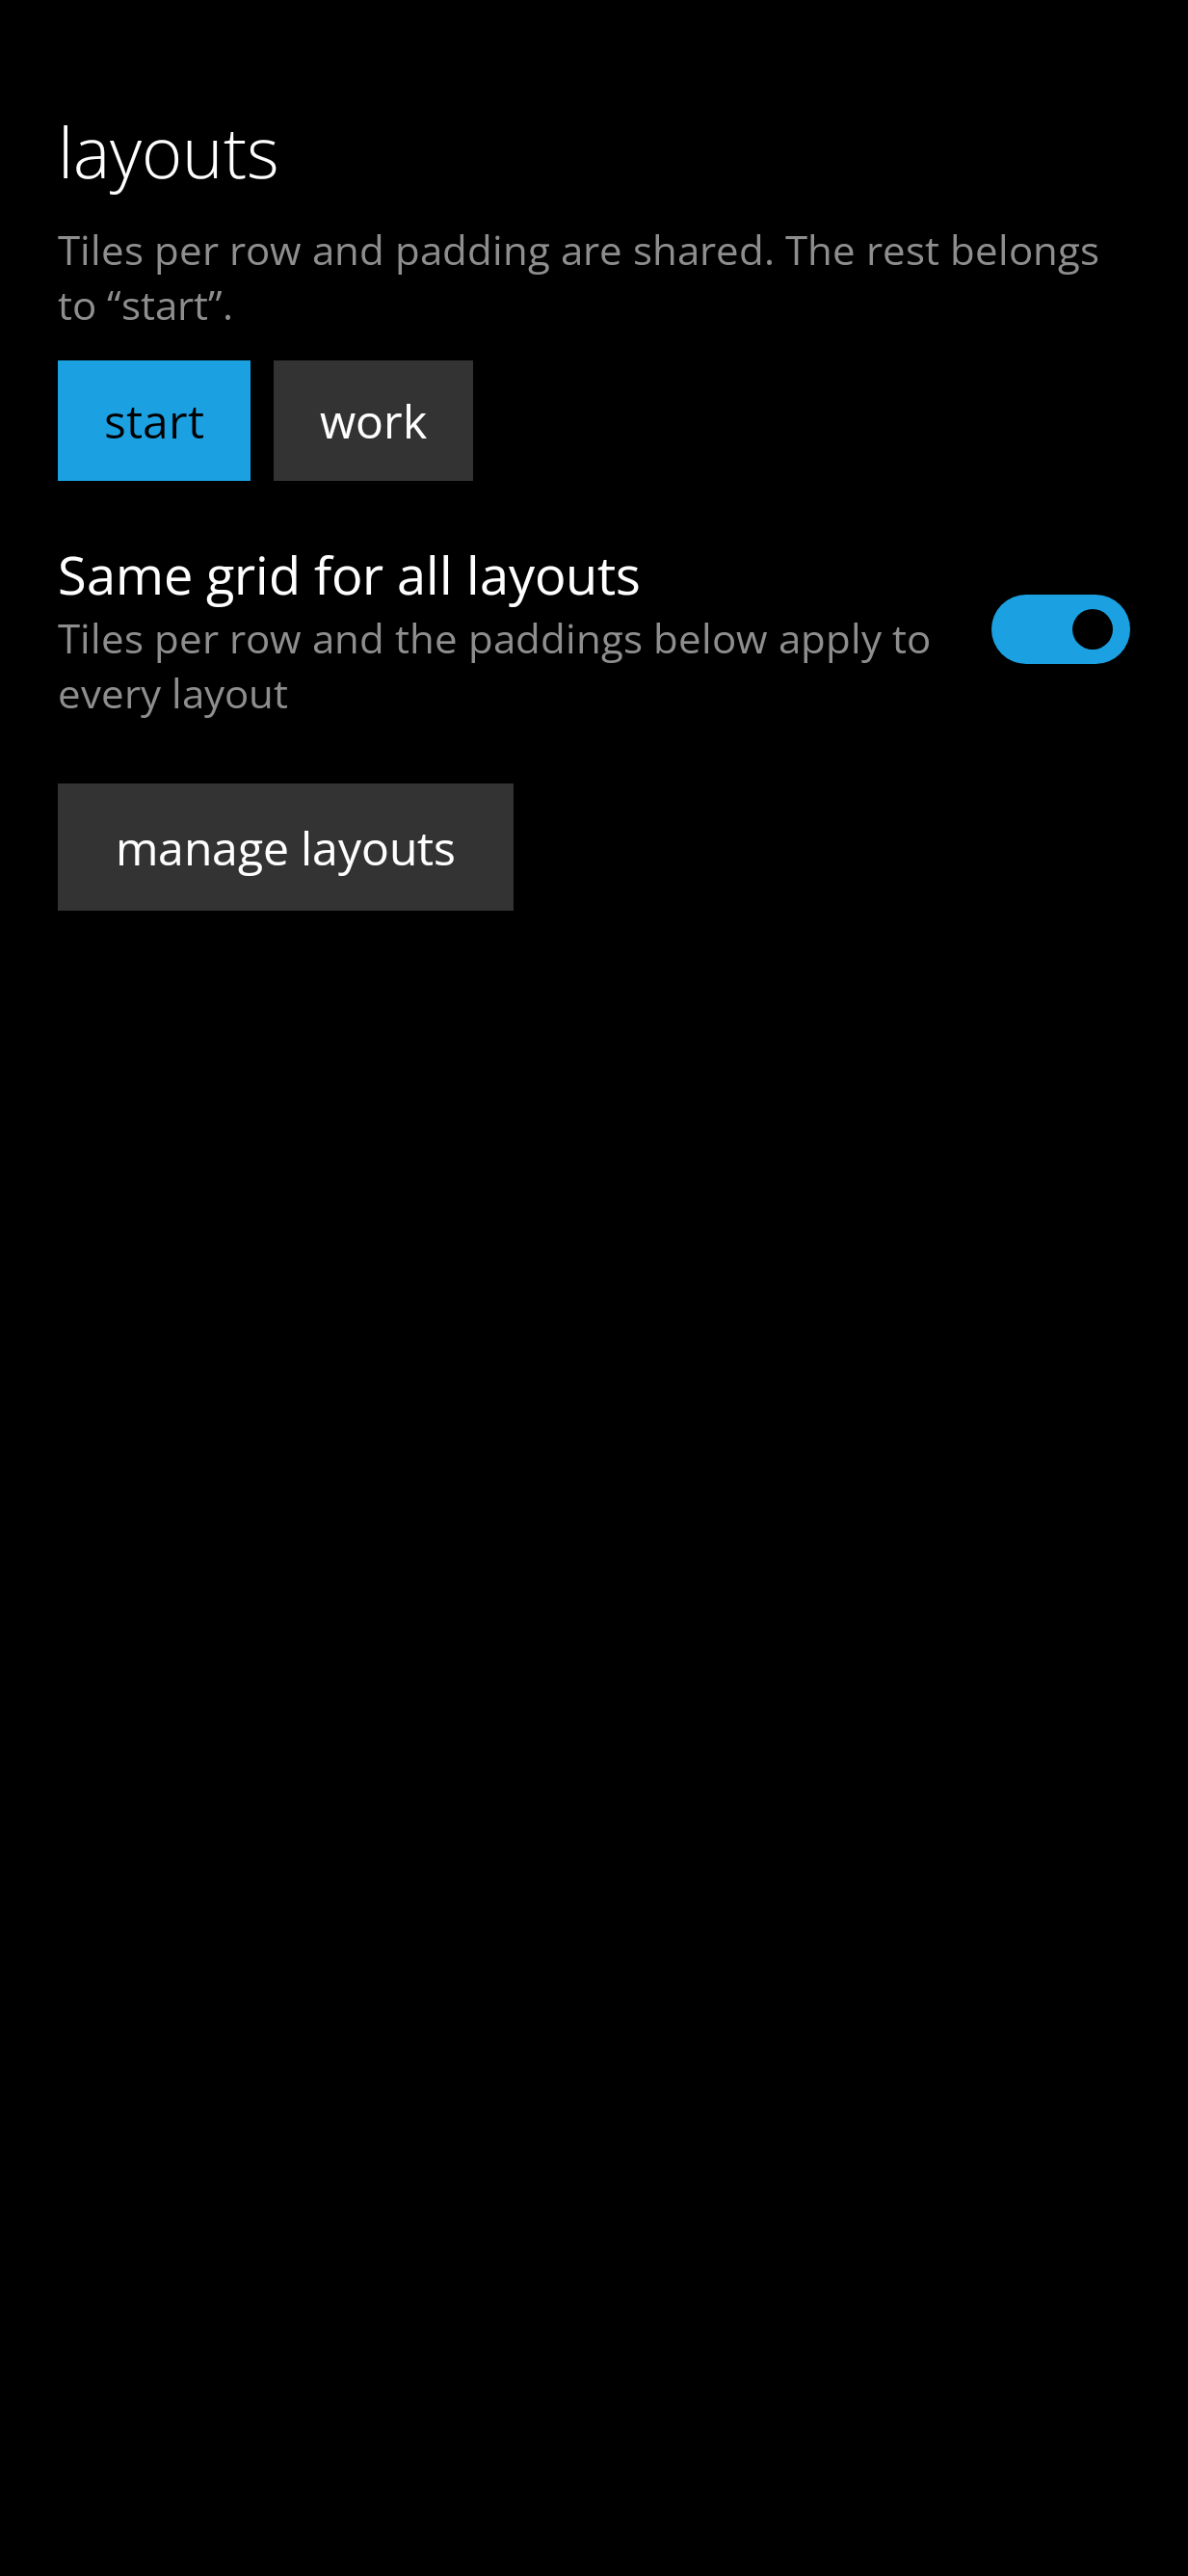 layouts
Tiles per row and padding are shared. The rest belongs
to “start”.
start
work
Same grid for all layouts
Tiles per row and the paddings below apply to
every layout
manage layouts